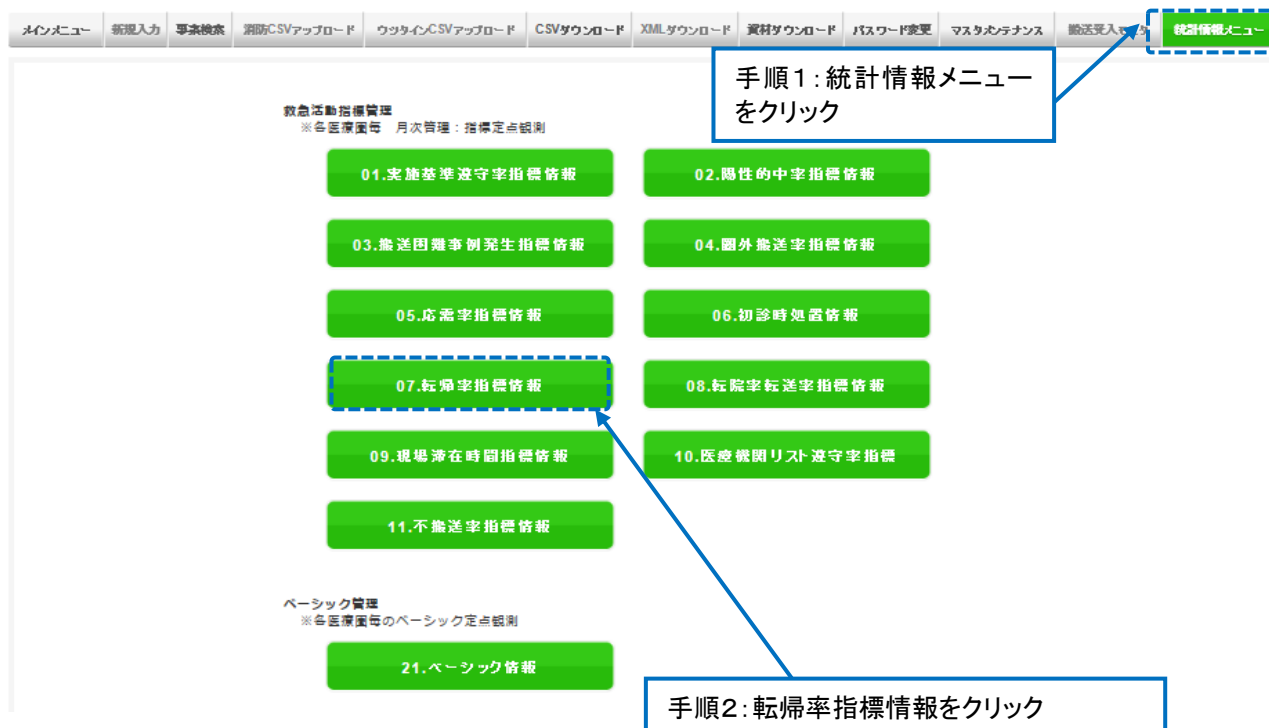 メインメニュー 新規入力 事案検索 消防CSVアップロード ウツタインCSVアップロード CSVダウンロード XMLダウンロード 資材ダウンロード パスワード変更 マスタメンテナンス 搬送受入 統計情報メニュー
手順1：統計情報メニュー
をクリック
救急活動指標管理
※各医療圏毎 月次管理：指標定点観測
01.実施基準遵守率指標情報 02.陽性的中率指標情報
03.搬送困難事例発生指標情報 04.圏外搬送率指標情報
05.応需率指標情報 06.初診時処置情報
07.転帰率指標情報 08.転院率転送率指標情報
09.現場滞在時間指標情報 10.医療機関リスト遵守率指標
11.不搬送率指標情報
ベーシック管理
※各医療圏毎のベーシック定点観測
21.ベーシック情報
手順2：転帰率指標情報をクリック